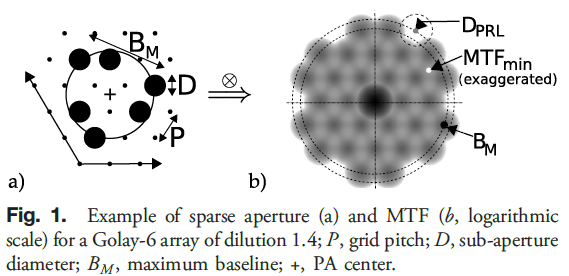 B_M
D
P
⊗
⟹
+
a)
D_PRL
MTF_min
(exaggerated)
B_M
b)
Fig. 1. Example of sparse aperture (a) and MTF (b, logarithmic
scale) for a Golay-6 array of dilution 1.4; P, grid pitch; D, sub-aperture
diameter; B_M, maximum baseline; +, PA center.